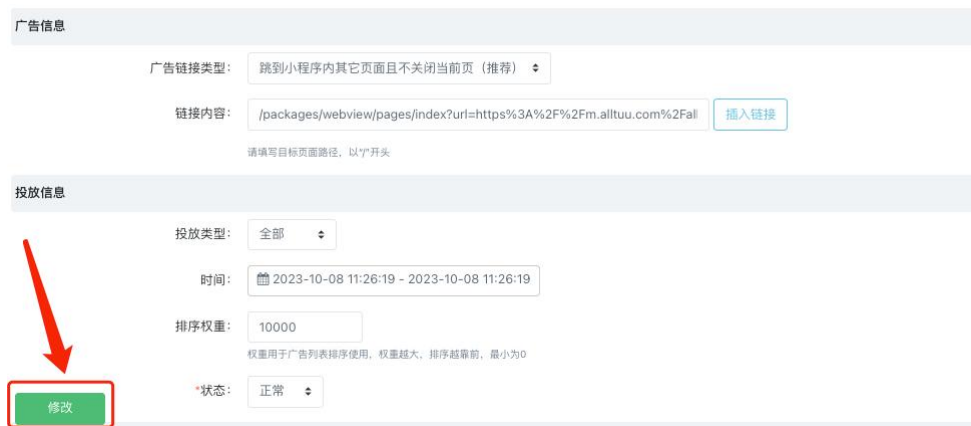 广告信息
广告链接类型: 跳到小程序内其它页面且不关闭当前页（推荐）
链接内容: /packages/webview/pages/index?url=https%3A%2F%2Fm.alltuu.com%2Fall 插入链接
请填写目标页面路径，以"/"开头
投放信息
投放类型: 全部
时间: 2023-10-08 11:26:19 - 2023-10-08 11:26:19
排序权重: 10000
权重用于广告列表排序使用，权重越大，排序越靠前，最小为0
*状态: 正常
修改